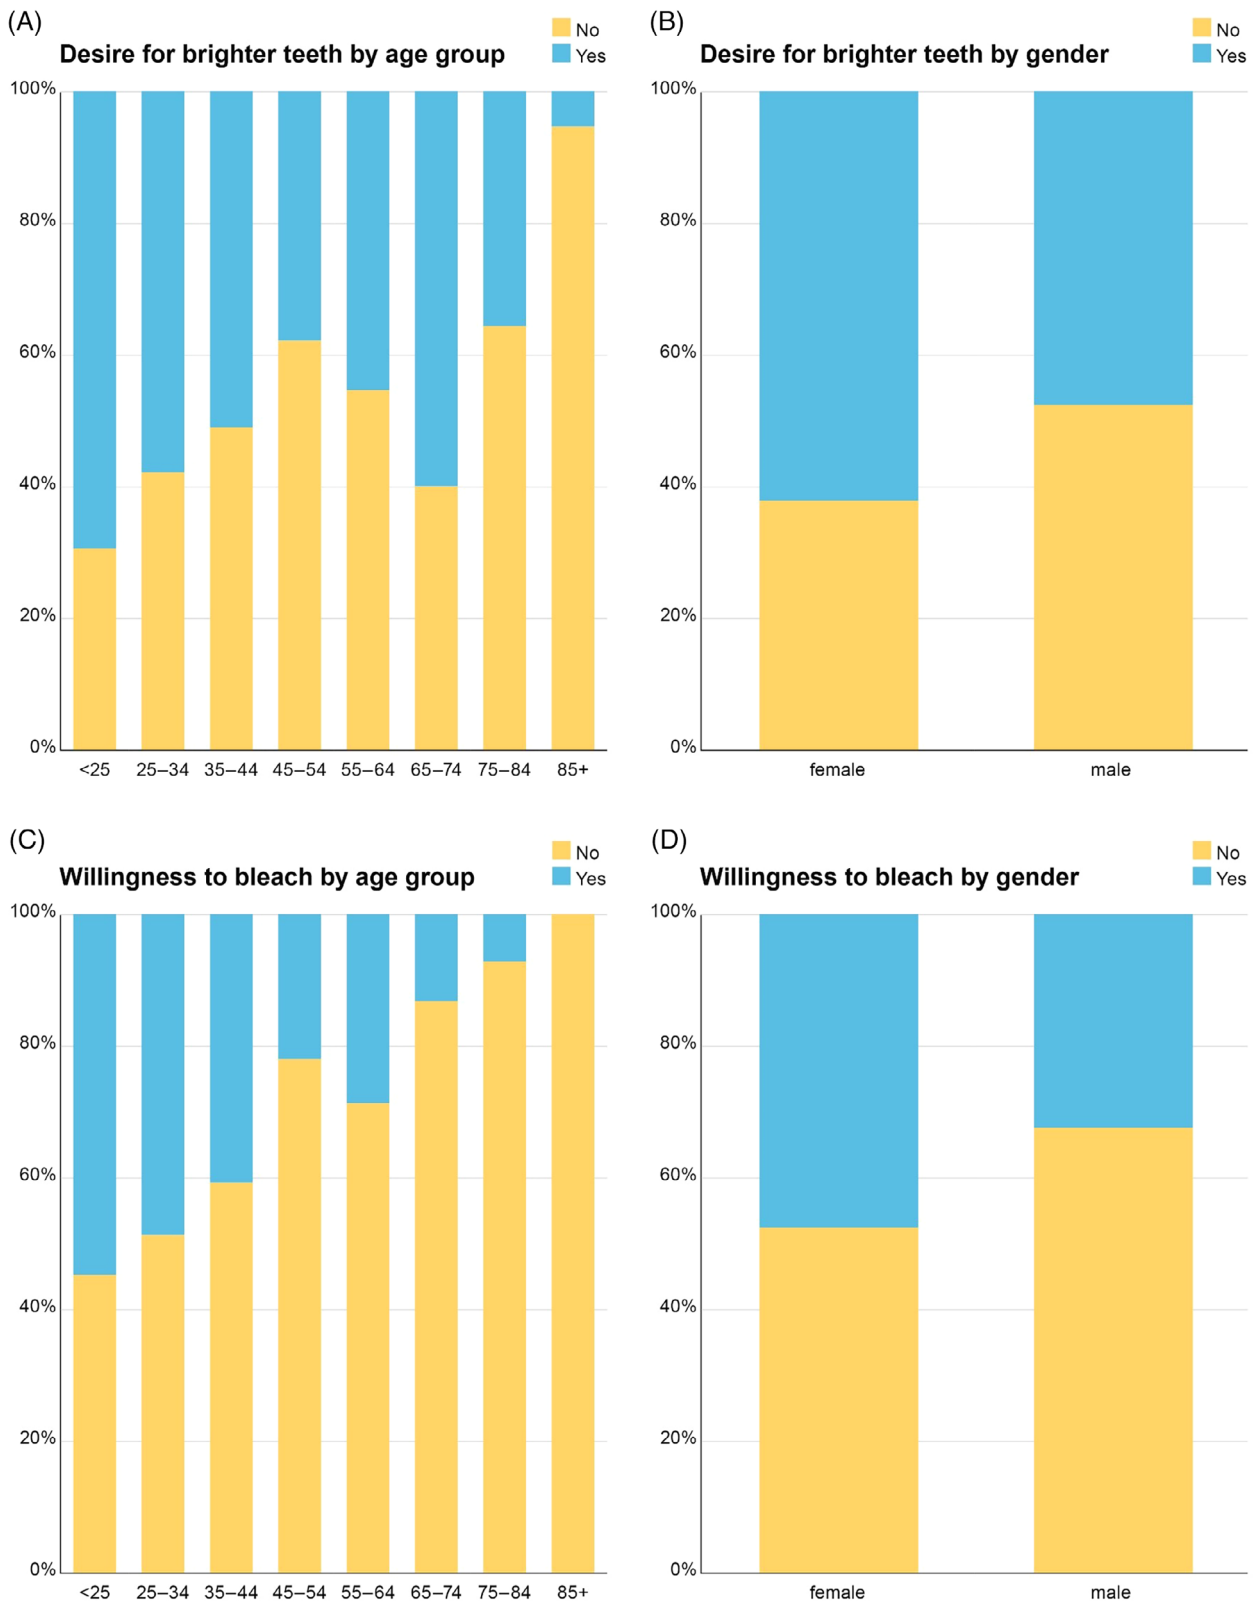 (A)
No
Desire for brighter teeth by age group
Yes
100%
80%
60%
40%
20%
0%
<25 25–34 35–44 45–54 55–64 65–74 75–84 85+
(B)
No
Desire for brighter teeth by gender
Yes
100%
80%
60%
40%
20%
0%
female male
(C)
No
Willingness to bleach by age group
Yes
100%
80%
60%
40%
20%
0%
<25 25–34 35–44 45–54 55–64 65–74 75–84 85+
(D)
No
Willingness to bleach by gender
Yes
100%
80%
60%
40%
20%
0%
female male